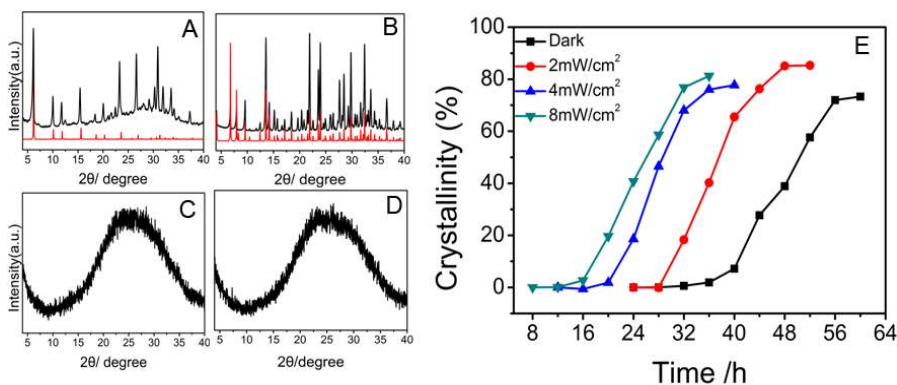 A
Intensity(a.u.)
5 10 15 20 25 30 35 40
2θ/ degree
B
5 10 15 20 25 30 35 40
2θ/ degree
C
Intensity(a.u.)
5 10 15 20 25 30 35 40
2θ/ degree
D
5 10 15 20 25 30 35 40
2θ/degree
E
Dark
2mW/cm²
4mW/cm²
8mW/cm²
Crystallinity (%)
100
80
60
40
20
0
8 16 24 32 40 48 56 64
Time /h